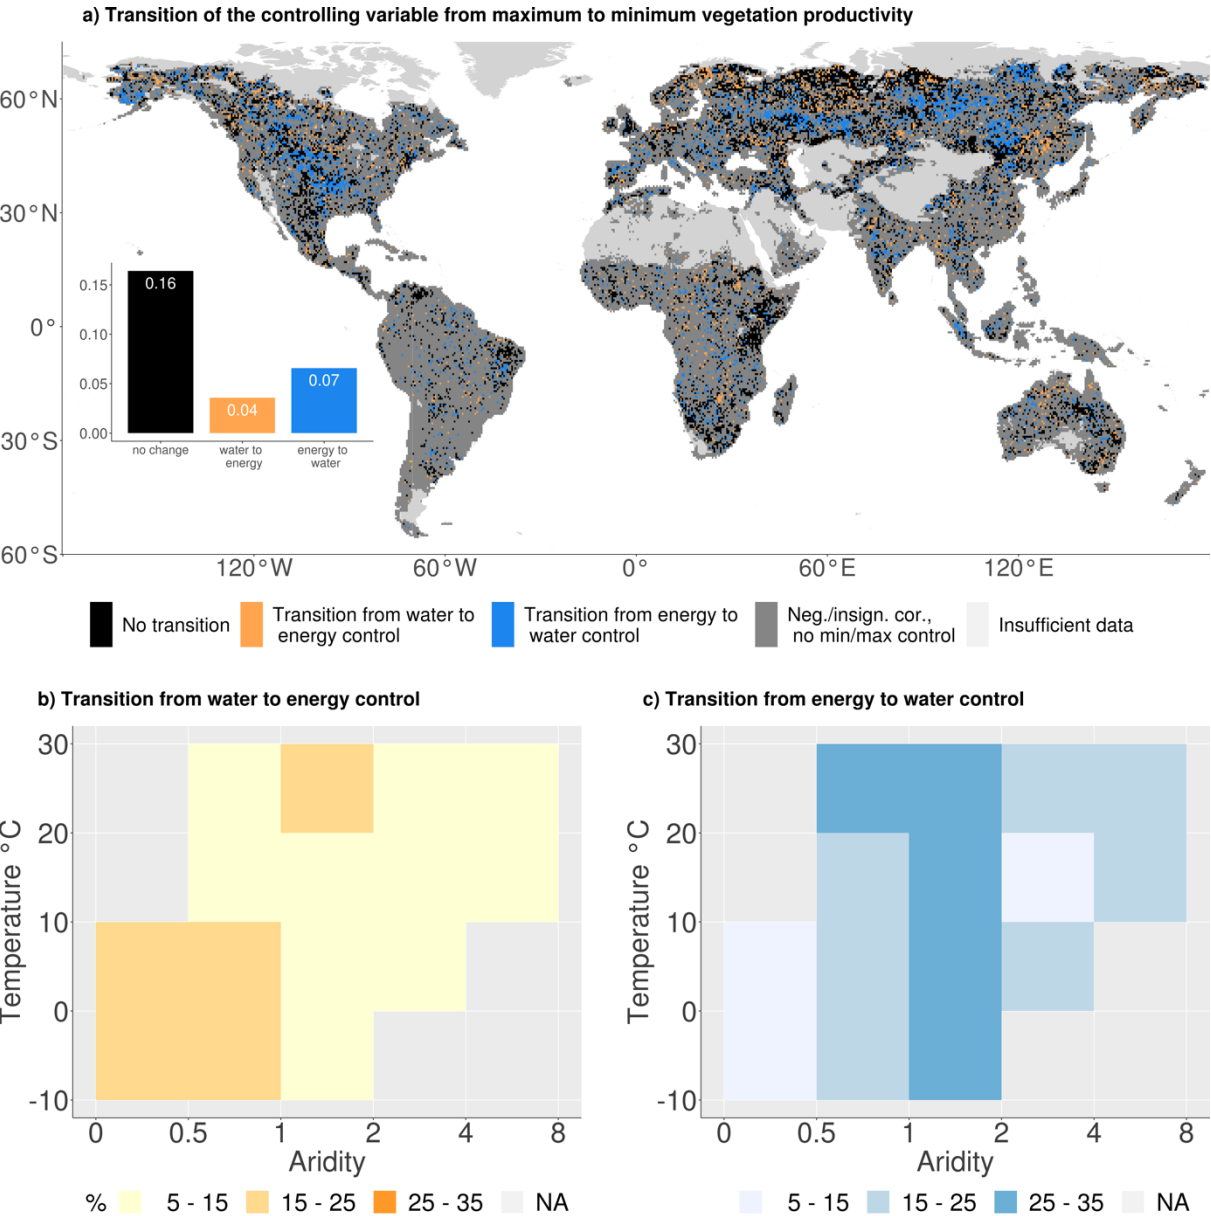 a) Transition of the controlling variable from maximum to minimum vegetation productivity
60°N
30°N
0°
30°S
60°S
120°W
60°W
0°
60°E
120°E
0.15
0.10
0.05
0.00
0.16
0.04
0.07
no change
water to
energy
energy to
water
No transition
Transition from water to
energy control
Transition from energy to
water control
Neg./insign. cor.,
no min/max control
Insufficient data
b) Transition from water to energy control
Temperature °C
30
20
10
0
-10
0 0.5 1 2 4 8
Aridity
% 5 - 15 15 - 25 25 - 35 NA
c) Transition from energy to water control
Temperature °C
30
20
10
0
-10
0 0.5 1 2 4 8
Aridity
5 - 15 15 - 25 25 - 35 NA